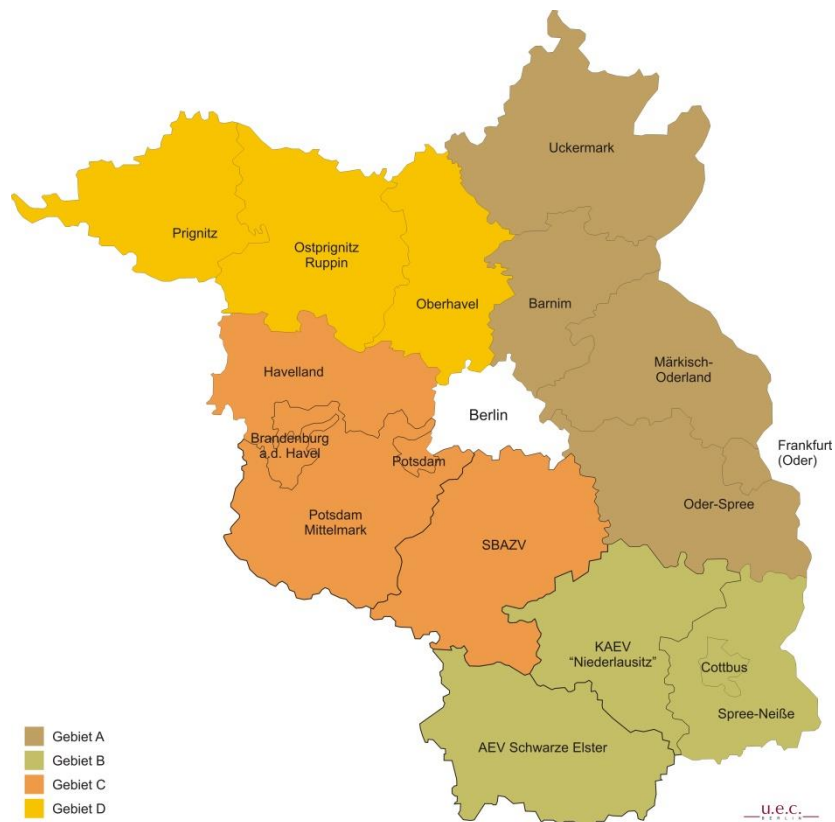 Uckermark
Prignitz
Ostprignitz
Ruppin
Oberhavel
Barnim
Havelland
Märkisch-
Oderland
Berlin
Brandenburg
a.d. Havel
Potsdam
Frankfurt
(Oder)
Oder-Spree
Potsdam
Mittelmark
SBAZV
KAEV
"Niederlausitz"
Cottbus
Spree-Neiße
AEV Schwarze Elster
Gebiet A
Gebiet B
Gebiet C
Gebiet D
u.e.c.
BERLIN